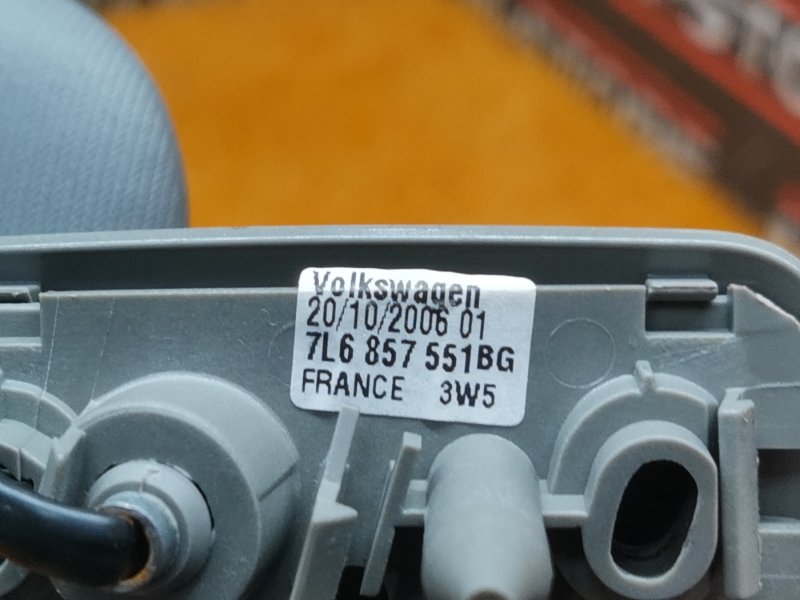 Volkswagen
20/10/2006 01
7L6 857 551BG
FRANCE 3W5